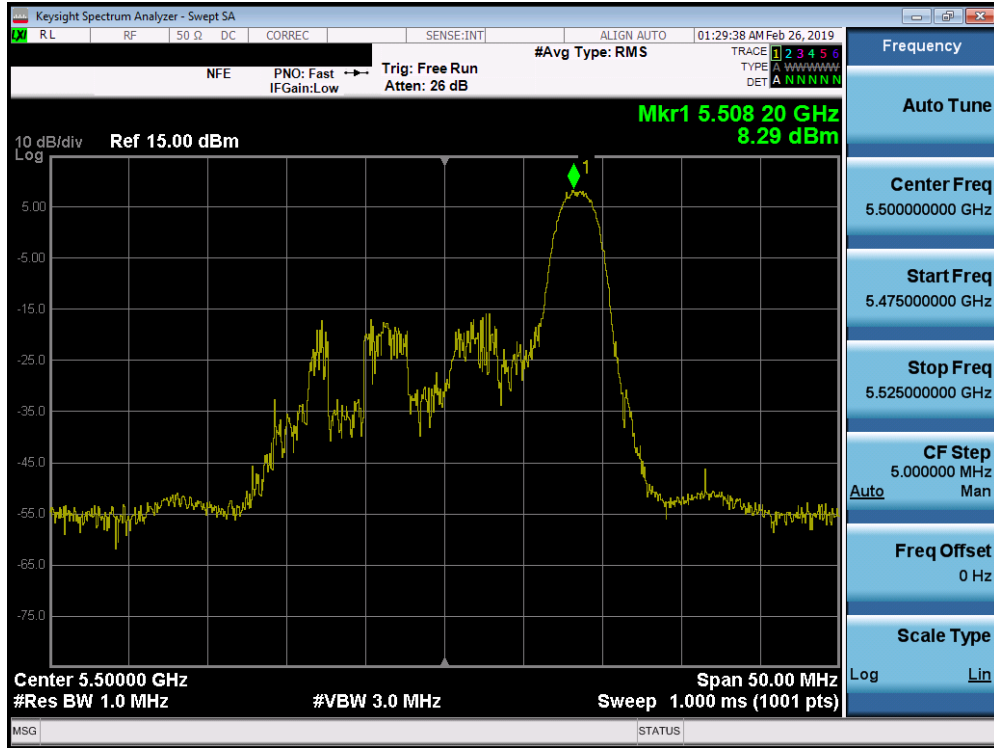 Keysight Spectrum Analyzer - Swept SA
LXI RL RF 50 Ω DC CORREC SENSE:INT ALIGN AUTO 01:29:38 AM Feb 26, 2019
NFE PNO: Fast Trig: Free Run #Avg Type: RMS TRACE 1 2 3 4 5 6
IFGain:Low Atten: 26 dB TYPE A WWWWW
DET A N N N N N
Mkr1 5.508 20 GHz
8.29 dBm
10 dB/div Ref 15.00 dBm
Log
1
5.00
-5.00
-15.0
-25.0
-35.0
-45.0
-55.0
-65.0
-75.0
Center 5.50000 GHz Span 50.00 MHz
#Res BW 1.0 MHz #VBW 3.0 MHz Sweep 1.000 ms (1001 pts)
MSG STATUS
Frequency
Auto Tune
Center Freq
5.500000000 GHz
Start Freq
5.475000000 GHz
Stop Freq
5.525000000 GHz
CF Step
5.000000 MHz
Auto Man
Freq Offset
0 Hz
Scale Type
Log Lin